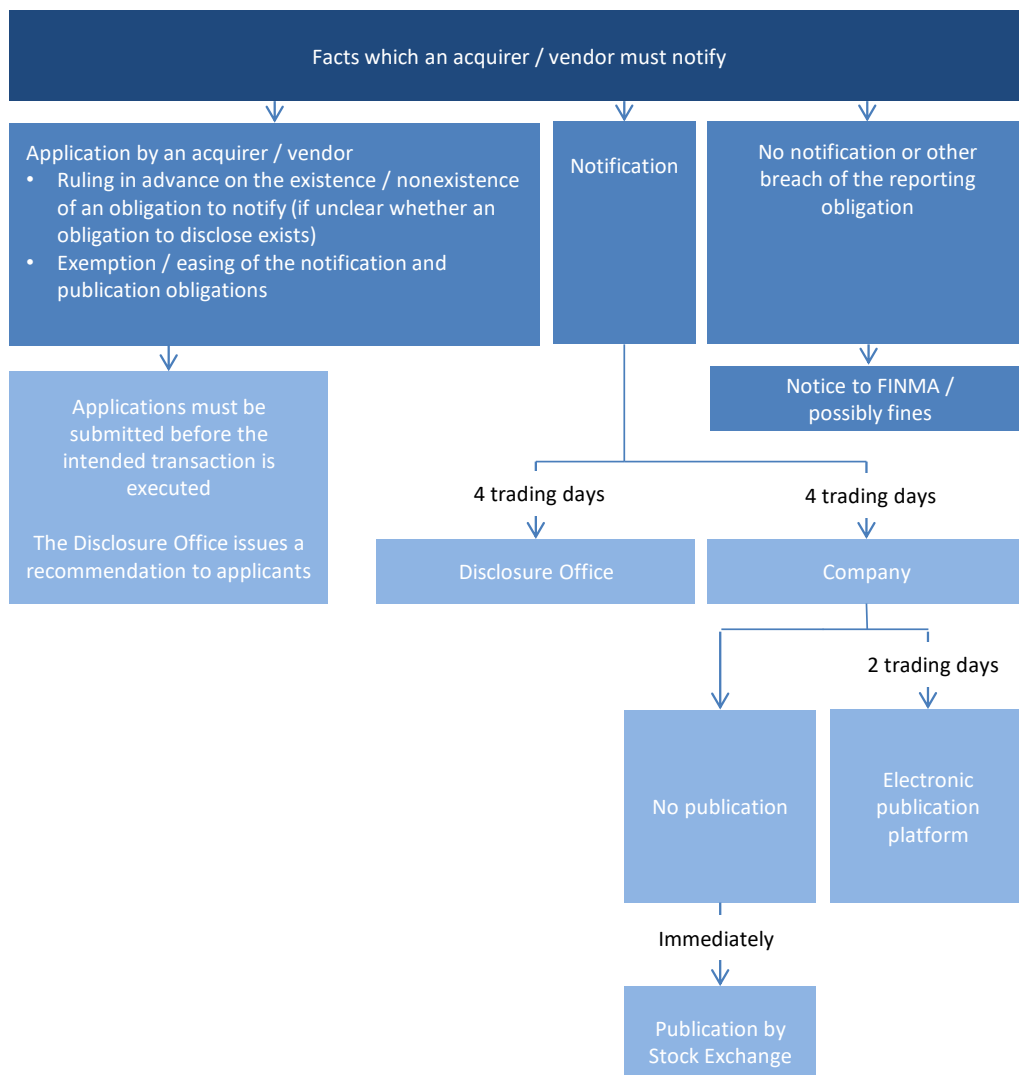 Facts which an acquirer / vendor must notify
Application by an acquirer / vendor
• Ruling in advance on the existence / nonexistence
of an obligation to notify (if unclear whether an
obligation to disclose exists)
• Exemption / easing of the notification and
publication obligations
Notification
No notification or other
breach of the reporting
obligation
Applications must be
submitted before the
intended transaction is
executed
The Disclosure Office issues a
recommendation to applicants
Notice to FINMA /
possibly fines
4 trading days
4 trading days
Disclosure Office
Company
2 trading days
No publication
Electronic
publication
platform
Immediately
Publication by
Stock Exchange